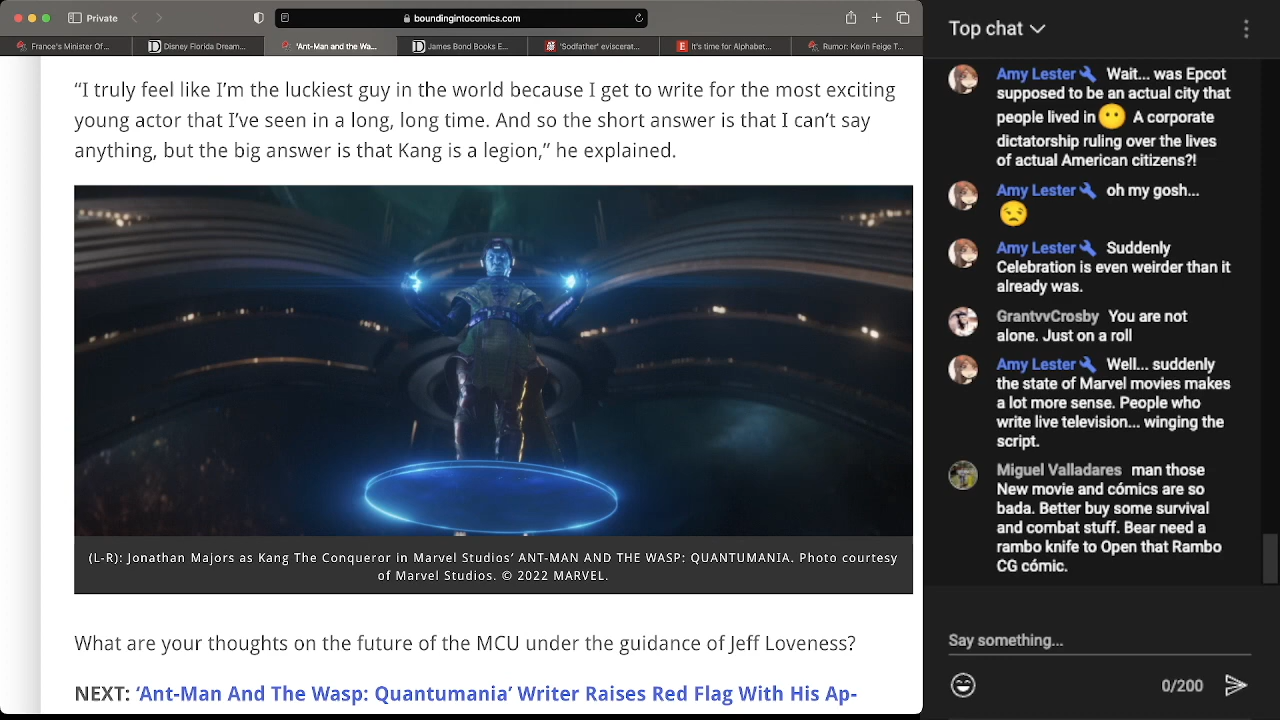 Private
boundingintocomics.com
France's Minister Of...
Disney Florida Dream...
'Ant-Man and the Wa...
James Bond Books E...
'Sodfather' eviscerat...
It's time for Alphabet...
Rumor: Kevin Feige T...
“I truly feel like I’m the luckiest guy in the world because I get to write for the most exciting
young actor that I’ve seen in a long, long time. And so the short answer is that I can’t say
anything, but the big answer is that Kang is a legion,” he explained.
(L-R): Jonathan Majors as Kang The Conqueror in Marvel Studios’ ANT-MAN AND THE WASP: QUANTUMANIA. Photo courtesy
of Marvel Studios. © 2022 MARVEL.
What are your thoughts on the future of the MCU under the guidance of Jeff Loveness?
NEXT: ‘Ant-Man And The Wasp: Quantumania’ Writer Raises Red Flag With His Ap-
Top chat
Amy Lester Wait... was Epcot
supposed to be an actual city that
people lived in A corporate
dictatorship ruling over the lives
of actual American citizens?!
Amy Lester oh my gosh...
Amy Lester Suddenly
Celebration is even weirder than it
already was.
GrantvvCrosby You are not
alone. Just on a roll
Amy Lester Well... suddenly
the state of Marvel movies makes
a lot more sense. People who
write live television... winging the
script.
Miguel Valladares man those
New movie and cómics are so
bada. Better buy some survival
and combat stuff. Bear need a
rambo knife to Open that Rambo
CG cómic.
Say something...
0/200